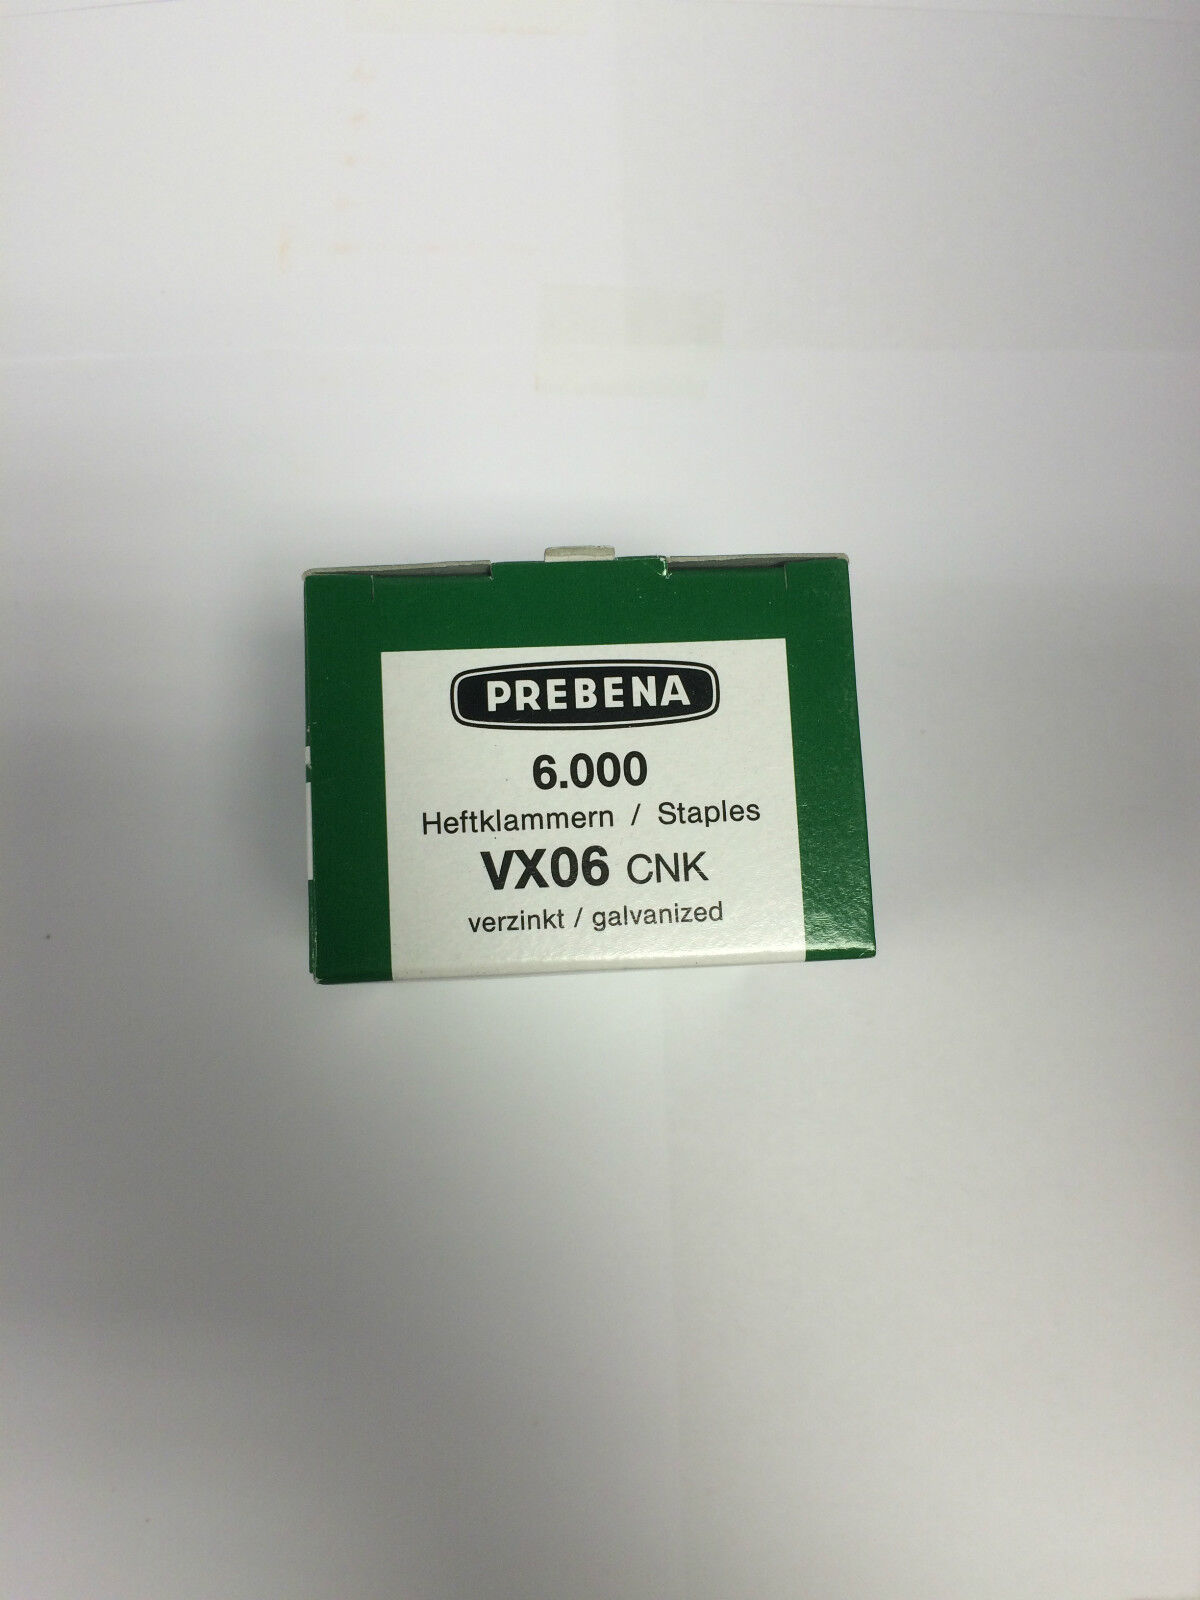 PREBENA
6.000
Heftklammern / Staples
VX06 CNK
verzinkt / galvanized